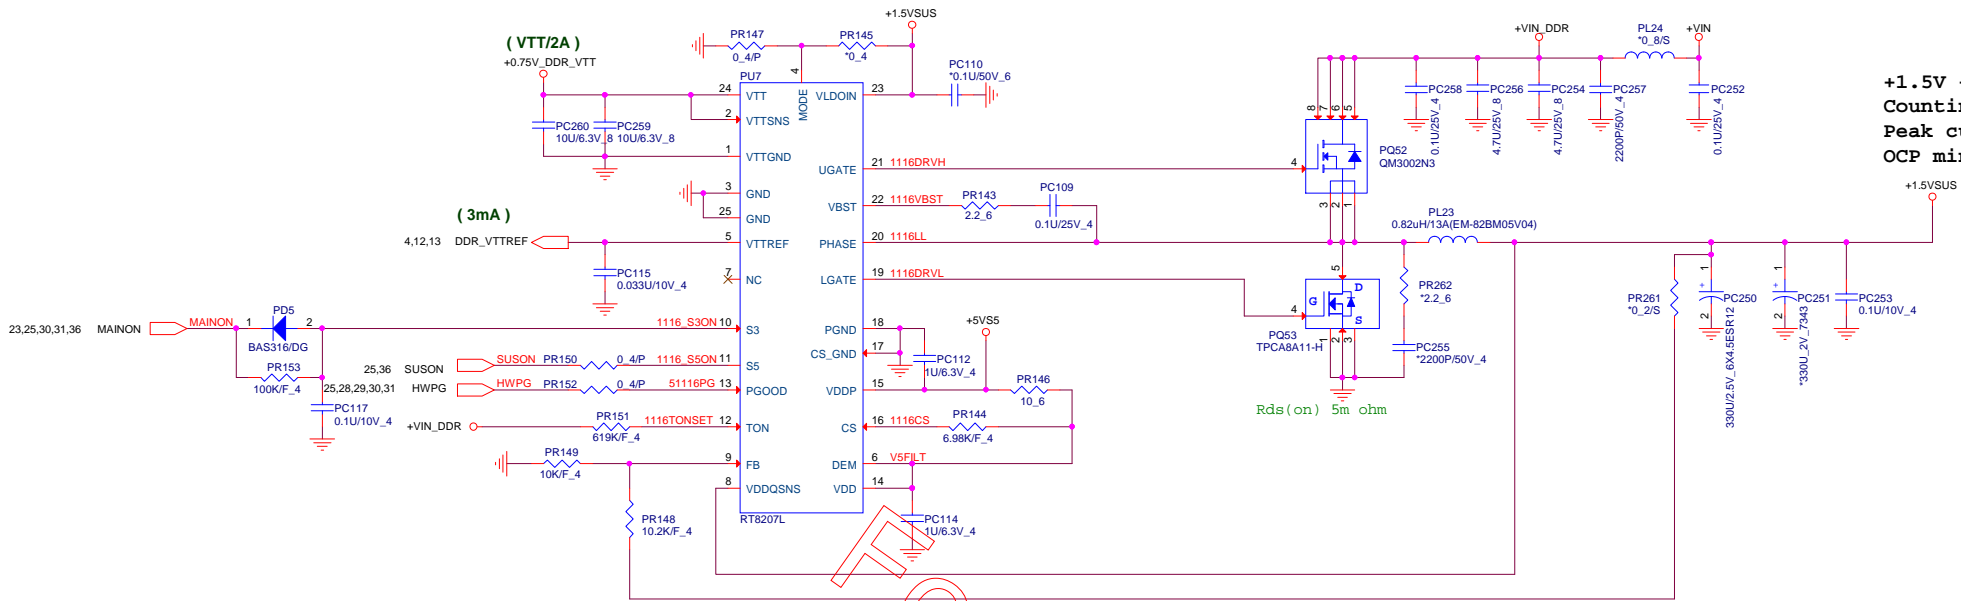 ( VTT/2A )
+0.75V_DDR_VTT
PR147
0_4/P
PR145
*0_4
+1.5VSUS
PC110
*0.1U/50V_6
PU7
4
MODE
24
VTT
2
VTTSNS
1
VTTGND
3
GND
25
GND
5
VTTREF
7
NC
10
S3
11
S5
13
PGOOD
12
TON
9
FB
8
VDDQSNS
RT8207L
VLDOIN
23
UGATE
21
1116DRVH
VBST
22
1116VBST
PHASE
20
1116LL
LGATE
19
1116DRVL
PGND
18
CS_GND
17
VDDP
15
CS
16
1116CS
DEM
6
V5FILT
VDD
14
PC260
10U/6.3V_8
PC259
10U/6.3V_8
( 3mA )
4,12,13
DDR_VTTREF
PC115
0.033U/10V_4
23,25,30,31,36
MAINON
MAINON
1
PD5
2
BAS316/DG
1116_S3ON
PR153
100K/F_4
PC117
0.1U/10V_4
25,36
SUSON
SUSON
PR150
0_4/P
1116_S5ON
25,28,29,30,31
HWPG
HWPG
PR152
0_4/P
51116PG
+VIN_DDR
PR151
619K/F_4
1116TONSET
PR149
10K/F_4
PR148
10.2K/F_4
PR143
2.2_6
PC109
0.1U/25V_4
+5VS5
PC112
1U/6.3V_4
PR146
10_6
PR144
6.98K/F_4
PC114
1U/6.3V_4
+VIN_DDR
PL24
*0_8/S
+VIN
8
7
6
5
4
PQ52
QM3002N3
3
2
1
PC258
0.1U/25V_4
PC256
4.7U/25V_8
PC254
4.7U/25V_8
PC257
2200P/50V_4
PC252
0.1U/25V_4
PL23
0.82uH/13A(EM-82BM05V04)
5
G
D
S
4
PQ53
TPCA8A11-H
1
2
3
Rds(on) 5m ohm
PR262
*2.2_6
PC255
*2200P/50V_4
PR261
*0_2/S
1
+
2
PC250
330U/2.5V_6X4.5ESR12
1
+
2
PC251
*330U_2V_7343
PC253
0.1U/10V_4
+1.5VSUS
+1.5V
Countin
Peak cu
OCP min